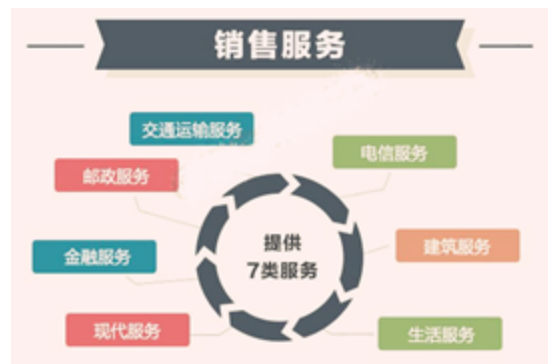 销售服务
交通运输服务
电信服务
邮政服务
提供
7类服务
建筑服务
金融服务
现代服务
生活服务